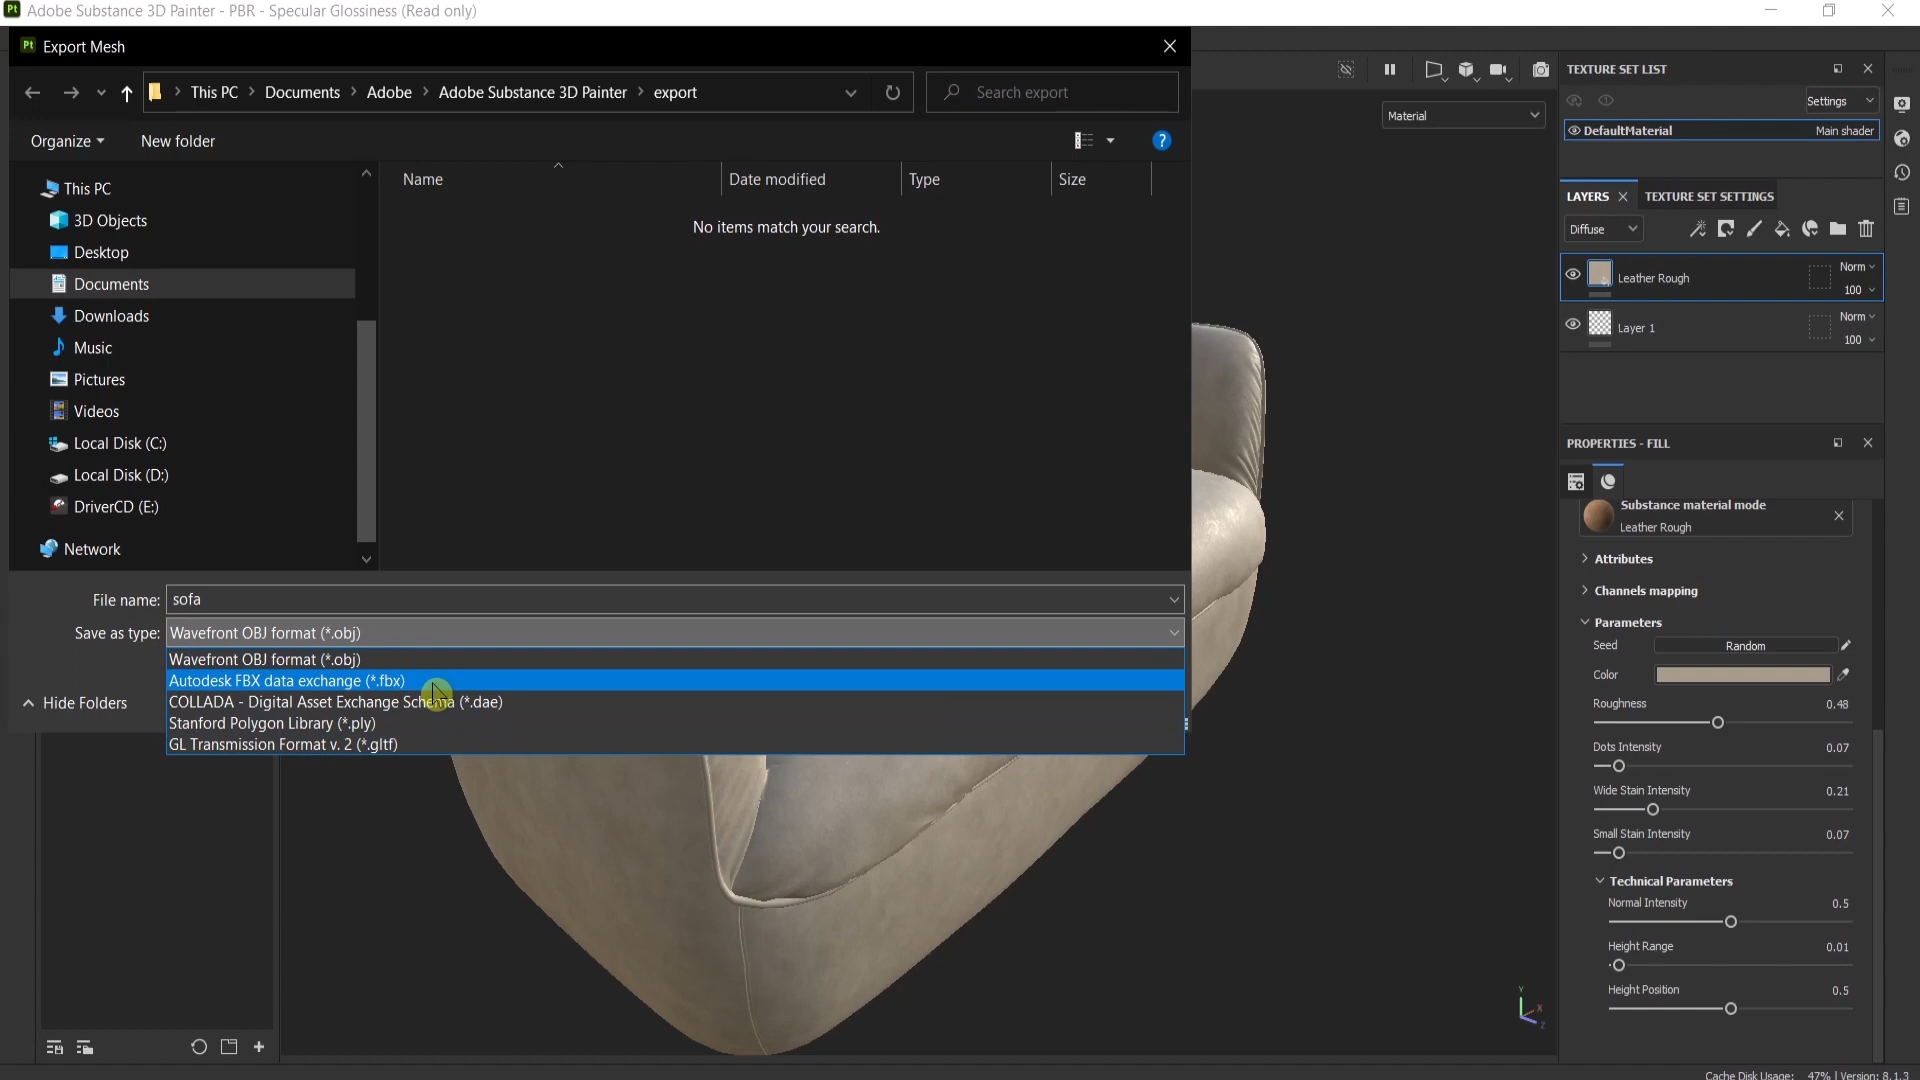 Pt Adobe Substance 3D Painter - PBR - Specular Glossiness (Read only)
Pt Export Mesh
This PC > Documents > Adobe > Adobe Substance 3D Painter > export
Search export
Organize
New folder
?
Name
Date modified
Type
Size
No items match your search.
This PC
3D Objects
Desktop
Documents
Downloads
Music
Pictures
Videos
Local Disk (C:)
Local Disk (D:)
DriverCD (E:)
Network
File name: sofa
Save as type: Wavefront OBJ format (*.obj)
Wavefront OBJ format (*.obj)
Autodesk FBX data exchange (*.fbx)
COLLADA - Digital Asset Exchange Schema (*.dae)
Stanford Polygon Library (*.ply)
GL Transmission Format v. 2 (*.gltf)
Hide Folders
Material
TEXTURE SET LIST
Settings
DefaultMaterial
Main shader
LAYERS
TEXTURE SET SETTINGS
Diffuse
Leather Rough
Norm
100
Layer 1
Norm
100
PROPERTIES - FILL
Substance material mode
Leather Rough
Attributes
Channels mapping
Parameters
Seed Random
Color
Roughness 0.48
Dots Intensity 0.07
Wide Stain Intensity 0.21
Small Stain Intensity 0.07
Technical Parameters
Normal Intensity 0.5
Height Range 0.01
Height Position 0.5
Y
X
Z
Cache Disk Usage: 47% | Version: 8.1.3